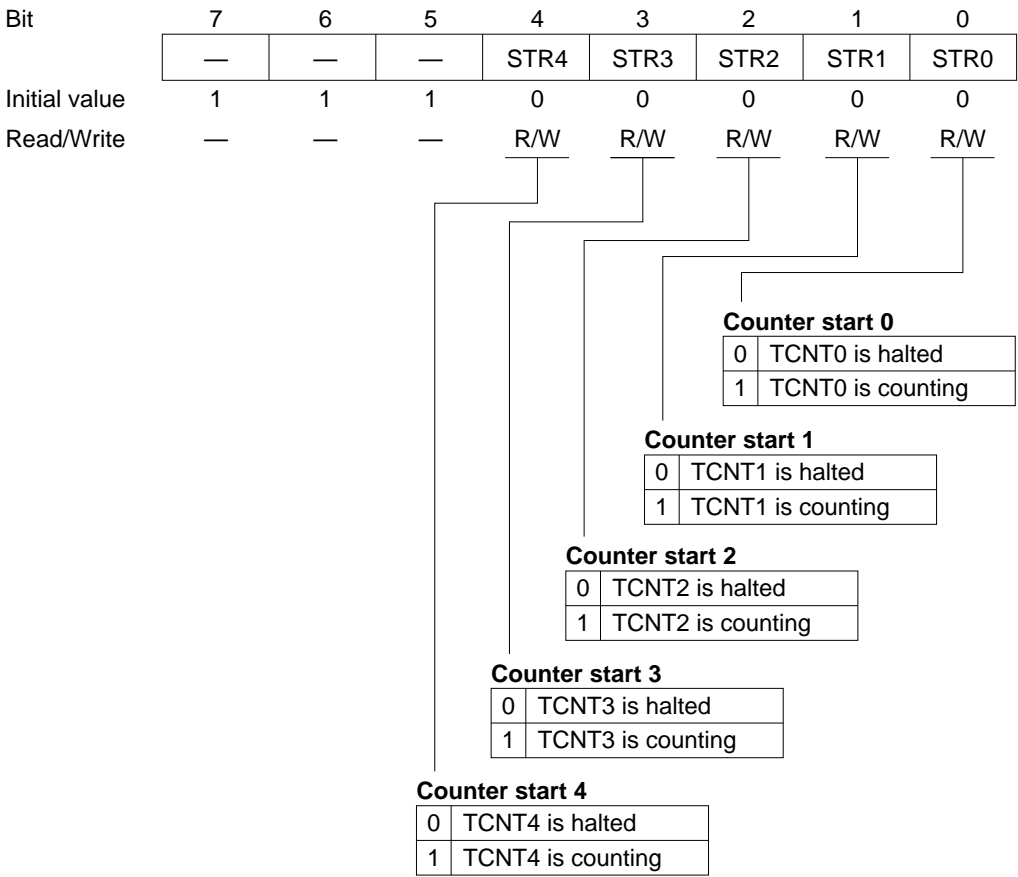 Bit 7 6 5 4 3 2 1 0
— — — STR4 STR3 STR2 STR1 STR0
Initial value 1 1 1 0 0 0 0 0
Read/Write — — — R/W R/W R/W R/W R/W
Counter start 0
0 TCNT0 is halted
1 TCNT0 is counting
Counter start 1
0 TCNT1 is halted
1 TCNT1 is counting
Counter start 2
0 TCNT2 is halted
1 TCNT2 is counting
Counter start 3
0 TCNT3 is halted
1 TCNT3 is counting
Counter start 4
0 TCNT4 is halted
1 TCNT4 is counting